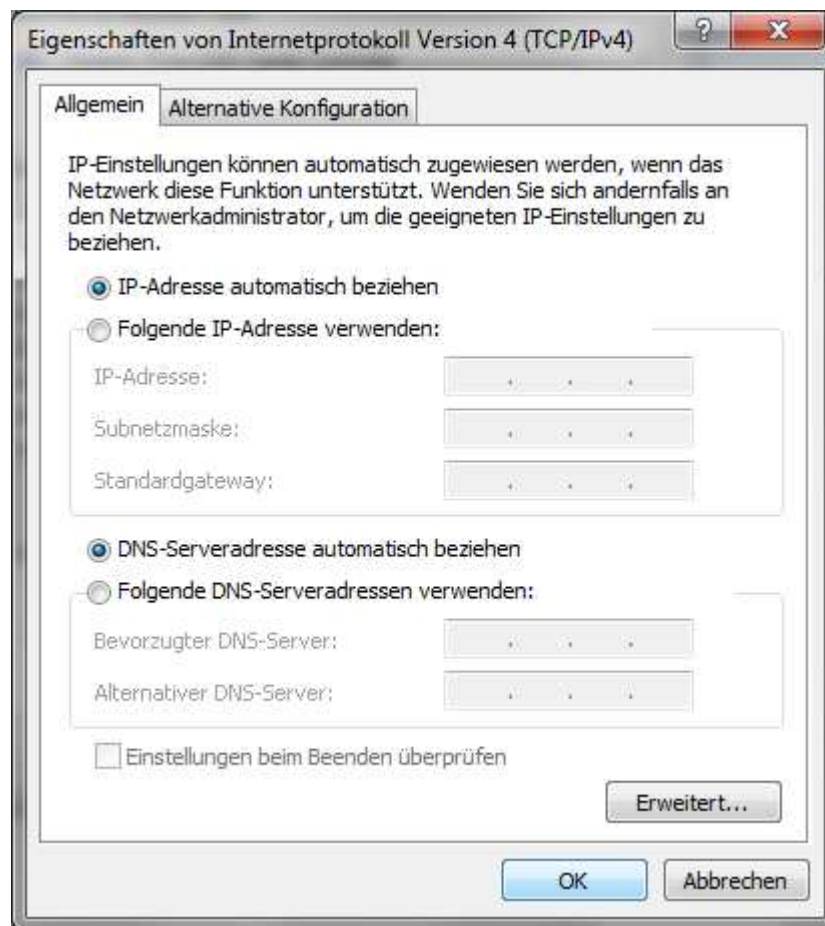 Eigenschaften von Internetprotokoll Version 4 (TCP/IPv4)
Allgemein
Alternative Konfiguration
IP-Einstellungen können automatisch zugewiesen werden, wenn das
Netzwerk diese Funktion unterstützt. Wenden Sie sich andernfalls an
den Netzwerkadministrator, um die geeigneten IP-Einstellungen zu
beziehen.
IP-Adresse automatisch beziehen
Folgende IP-Adresse verwenden:
IP-Adresse:
Subnetzmaske:
Standardgateway:
DNS-Serveradresse automatisch beziehen
Folgende DNS-Serveradressen verwenden:
Bevorzugter DNS-Server:
Alternativer DNS-Server:
Einstellungen beim Beenden überprüfen
Erweitert...
OK
Abbrechen